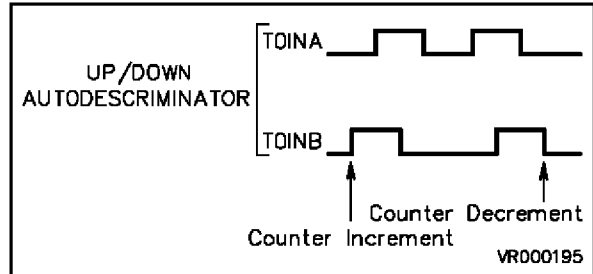 TOINA
UP/DOWN
AUTODESCRIMINATOR
TOINB
Counter Decrement
Counter Increment
VR000195